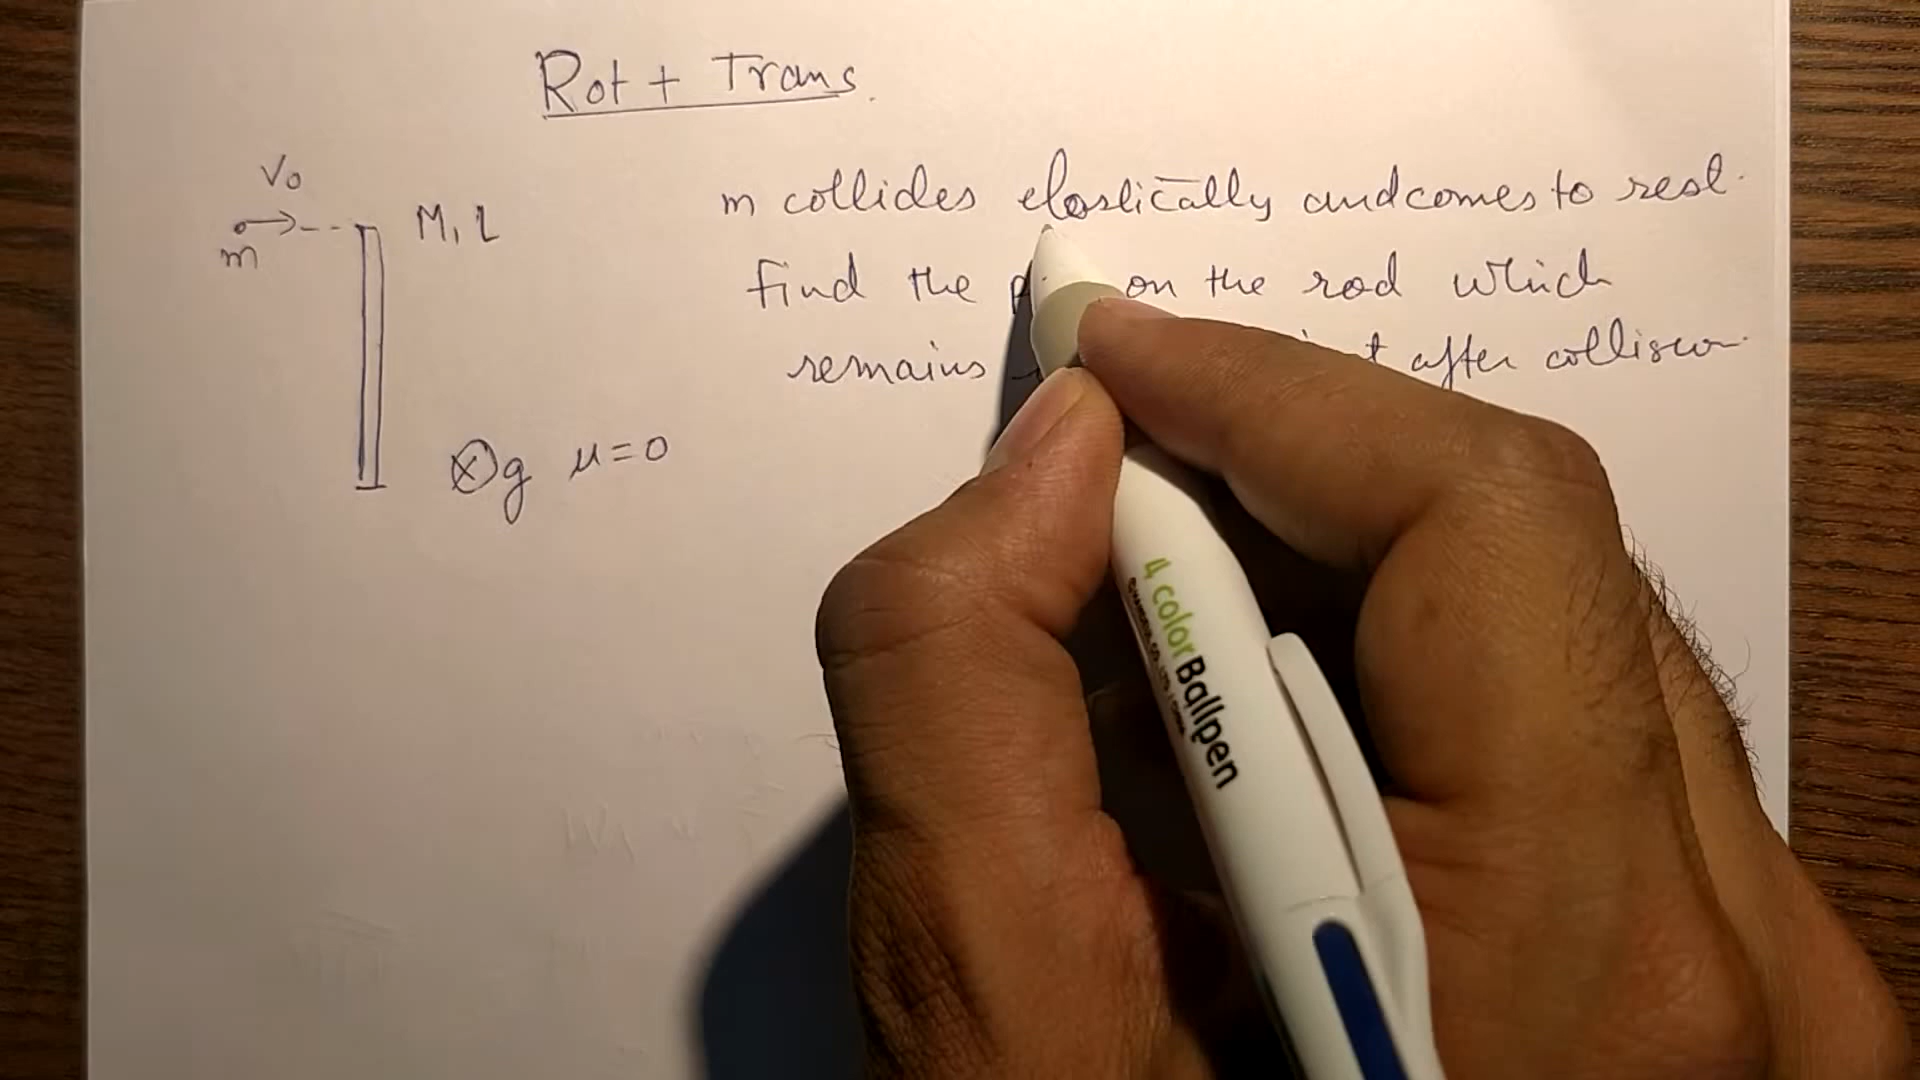 Rot + Trans.
V0
m
M, L
m collides elastically and comes to rest.
find the on the rod which
remains after collision.
⊗g μ=0
4 color Ballpen